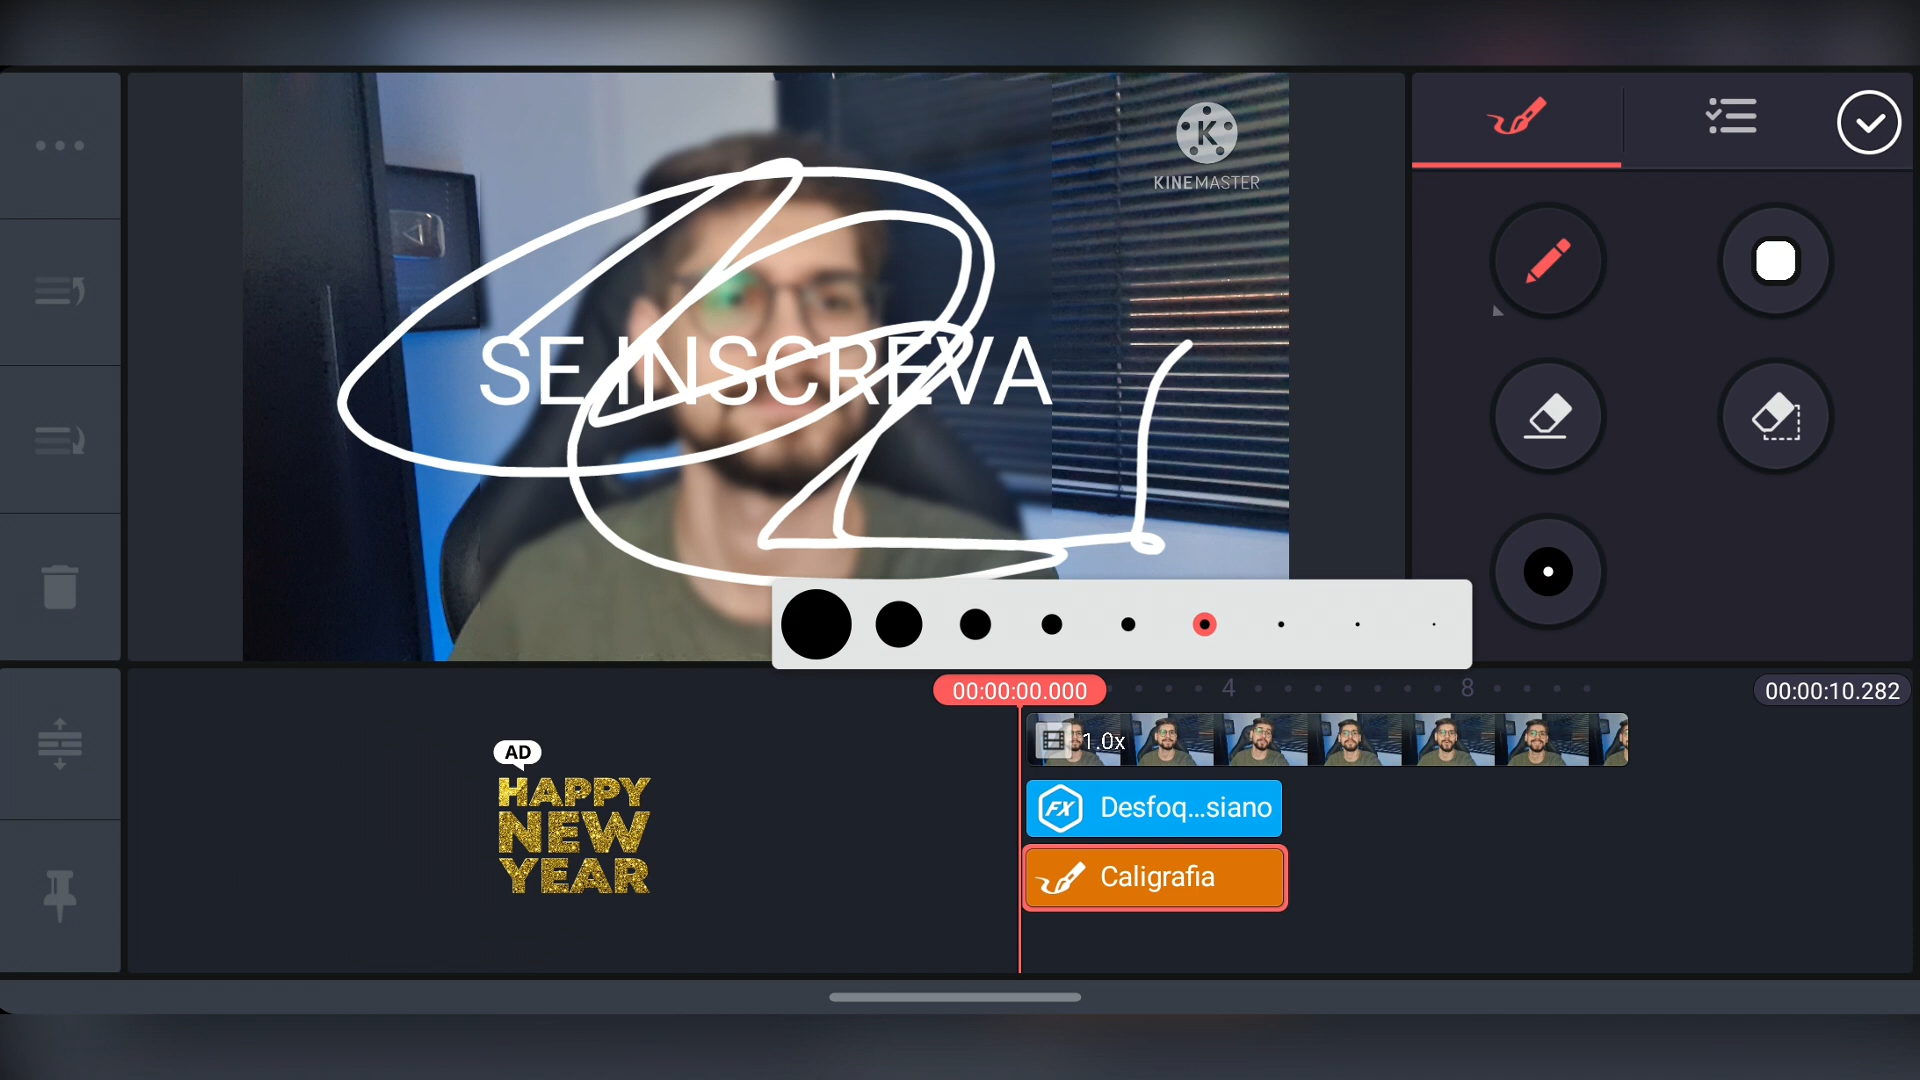 K
KINEMASTER
SE INSCREVA
00:00:00.000
4
8
00:00:10.282
1.0x
AD
HAPPY
NEW
YEAR
FX
Desfoq...siano
Caligrafia